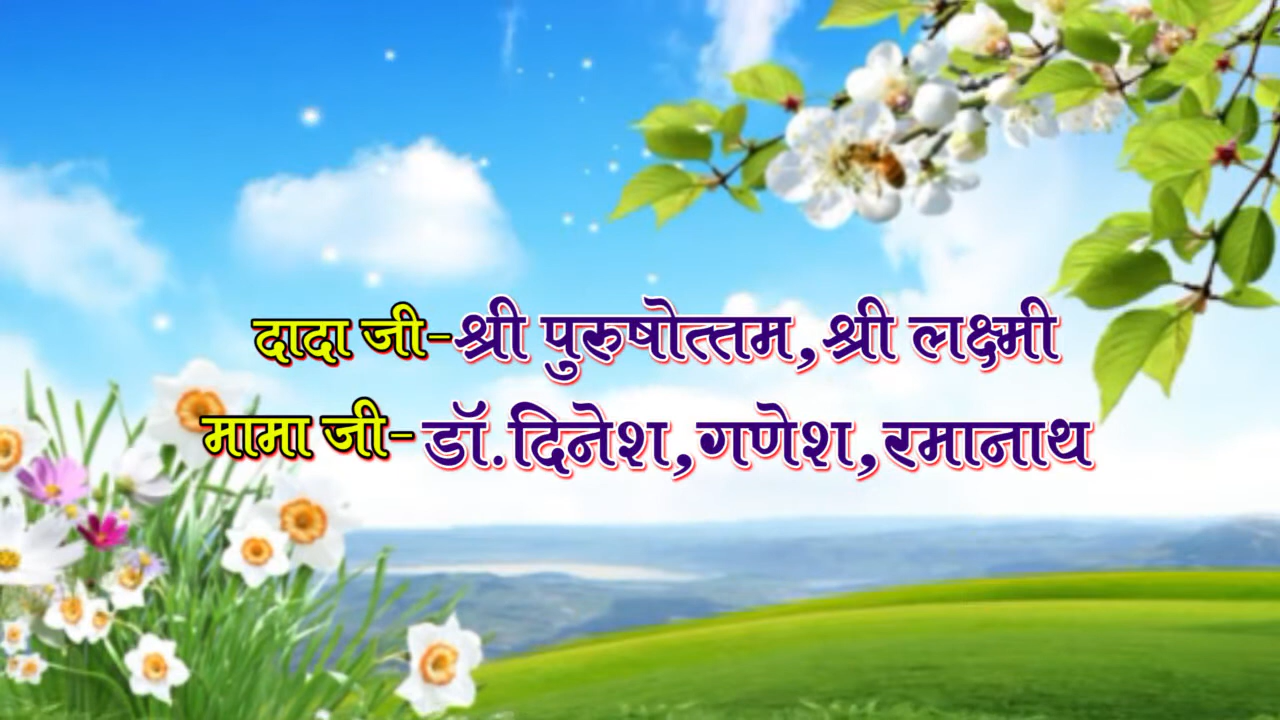 दादा जी-श्री पुरुषोत्तम,श्री लक्ष्मी
मामा जी-डॉ.दिनेश,गणेश,रमानाथ